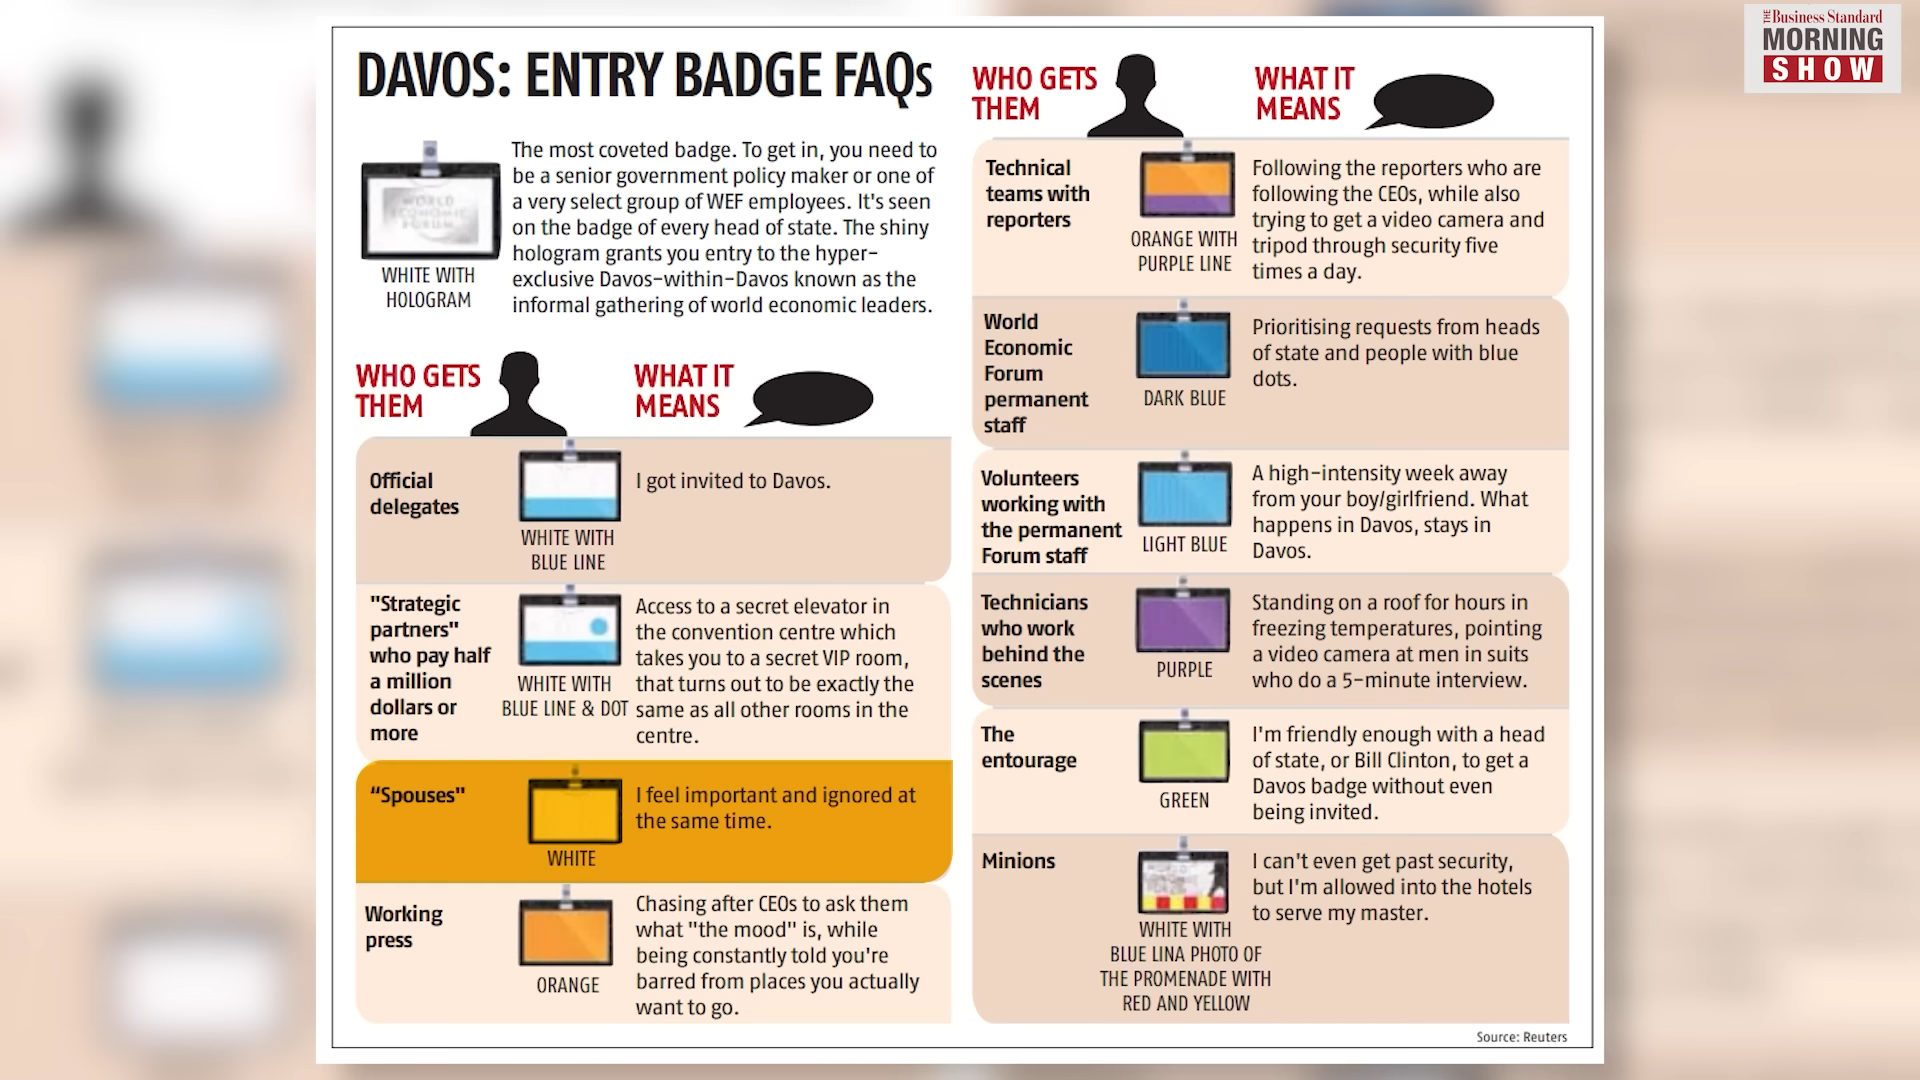 THE Business Standard
MORNING
SHOW
DAVOS: ENTRY BADGE FAQs
WORLD
ECONOMIC
FORUM
WHITE WITH
HOLOGRAM
The most coveted badge. To get in, you need to
be a senior government policy maker or one of
a very select group of WEF employees. It's seen
on the badge of every head of state. The shiny
hologram grants you entry to the hyper-
exclusive Davos-within-Davos known as the
informal gathering of world economic leaders.
WHO GETS
THEM
WHAT IT
MEANS
Official
delegates
WHITE WITH
BLUE LINE
I got invited to Davos.
"Strategic
partners"
who pay half
a million
dollars or
more
WHITE WITH
BLUE LINE & DOT
Access to a secret elevator in
the convention centre which
takes you to a secret VIP room,
that turns out to be exactly the
same as all other rooms in the
centre.
“Spouses"
WHITE
I feel important and ignored at
the same time.
Working
press
ORANGE
Chasing after CEOs to ask them
what "the mood" is, while
being constantly told you're
barred from places you actually
want to go.
WHO GETS
THEM
WHAT IT
MEANS
Technical
teams with
reporters
ORANGE WITH
PURPLE LINE
Following the reporters who are
following the CEOs, while also
trying to get a video camera and
tripod through security five
times a day.
World
Economic
Forum
permanent
staff
DARK BLUE
Prioritising requests from heads
of state and people with blue
dots.
Volunteers
working with
the permanent
Forum staff
LIGHT BLUE
A high-intensity week away
from your boy/girlfriend. What
happens in Davos, stays in
Davos.
Technicians
who work
behind the
scenes
PURPLE
Standing on a roof for hours in
freezing temperatures, pointing
a video camera at men in suits
who do a 5-minute interview.
The
entourage
GREEN
I'm friendly enough with a head
of state, or Bill Clinton, to get a
Davos badge without even
being invited.
Minions
WHITE WITH
BLUE LINA PHOTO OF
THE PROMENADE WITH
RED AND YELLOW
I can't even get past security,
but I'm allowed into the hotels
to serve my master.
Source: Reuters